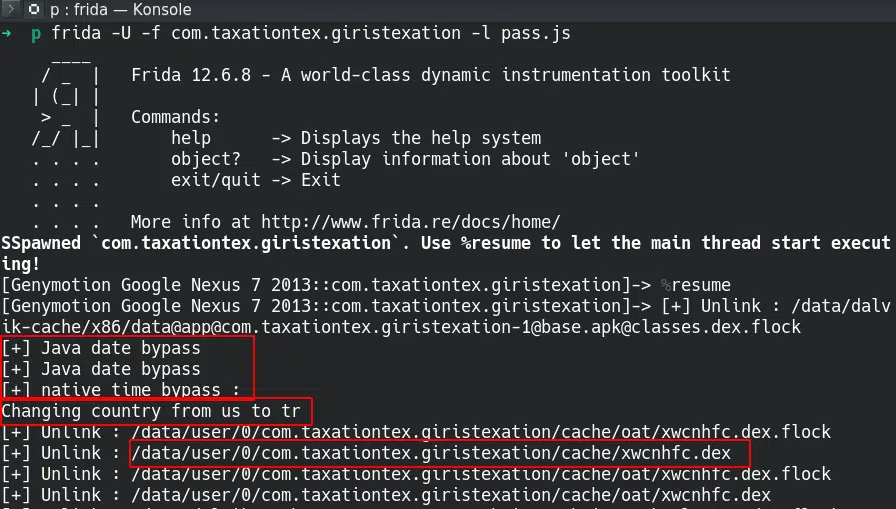 p : frida — Konsole
➜ p frida -U -f com.taxationtex.giristexation -l pass.js
____
/ _ | Frida 12.6.8 - A world-class dynamic instrumentation toolkit
| (_| |
> _ | Commands:
/_/ |_| help -> Displays the help system
. . . . object? -> Display information about 'object'
. . . . exit/quit -> Exit
. . . .
. . . . More info at http://www.frida.re/docs/home/
SSpawned `com.taxationtex.giristexation`. Use %resume to let the main thread start execut
ing!
[Genymotion Google Nexus 7 2013::com.taxationtex.giristexation]-> %resume
[Genymotion Google Nexus 7 2013::com.taxationtex.giristexation]-> [+] Unlink : /data/dalv
ik-cache/x86/data@app@com.taxationtex.giristexation-1@base.apk@classes.dex.flock
[+] Java date bypass
[+] Java date bypass
[+] native time bypass :
Changing country from us to tr
[+] Unlink : /data/user/0/com.taxationtex.giristexation/cache/oat/xwcnhfc.dex.flock
[+] Unlink : /data/user/0/com.taxationtex.giristexation/cache/xwcnhfc.dex
[+] Unlink : /data/user/0/com.taxationtex.giristexation/cache/oat/xwcnhfc.dex.flock
[+] Unlink : /data/user/0/com.taxationtex.giristexation/cache/oat/xwcnhfc.dex